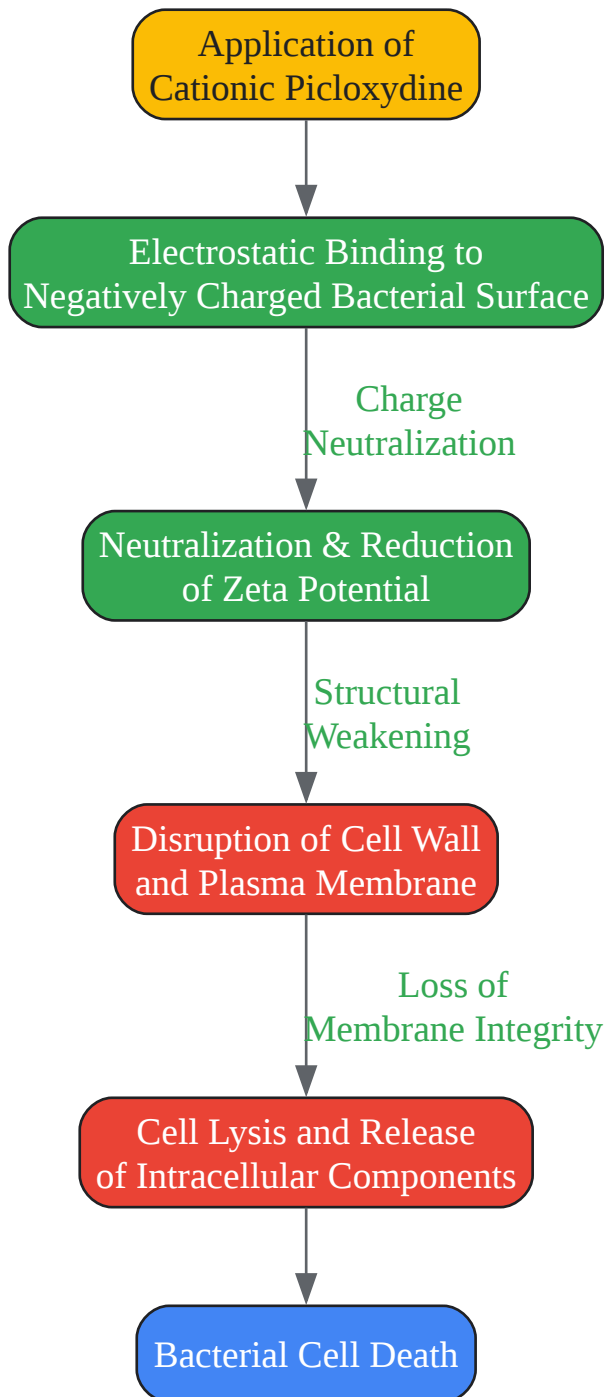 Application of
Cationic Picloxydine
Electrostatic Binding to
Negatively Charged Bacterial Surface
Charge
Neutralization
Neutralization & Reduction
of Zeta Potential
Structural
Weakening
Disruption of Cell Wall
and Plasma Membrane
Loss of
Membrane Integrity
Cell Lysis and Release
of Intracellular Components
Bacterial Cell Death